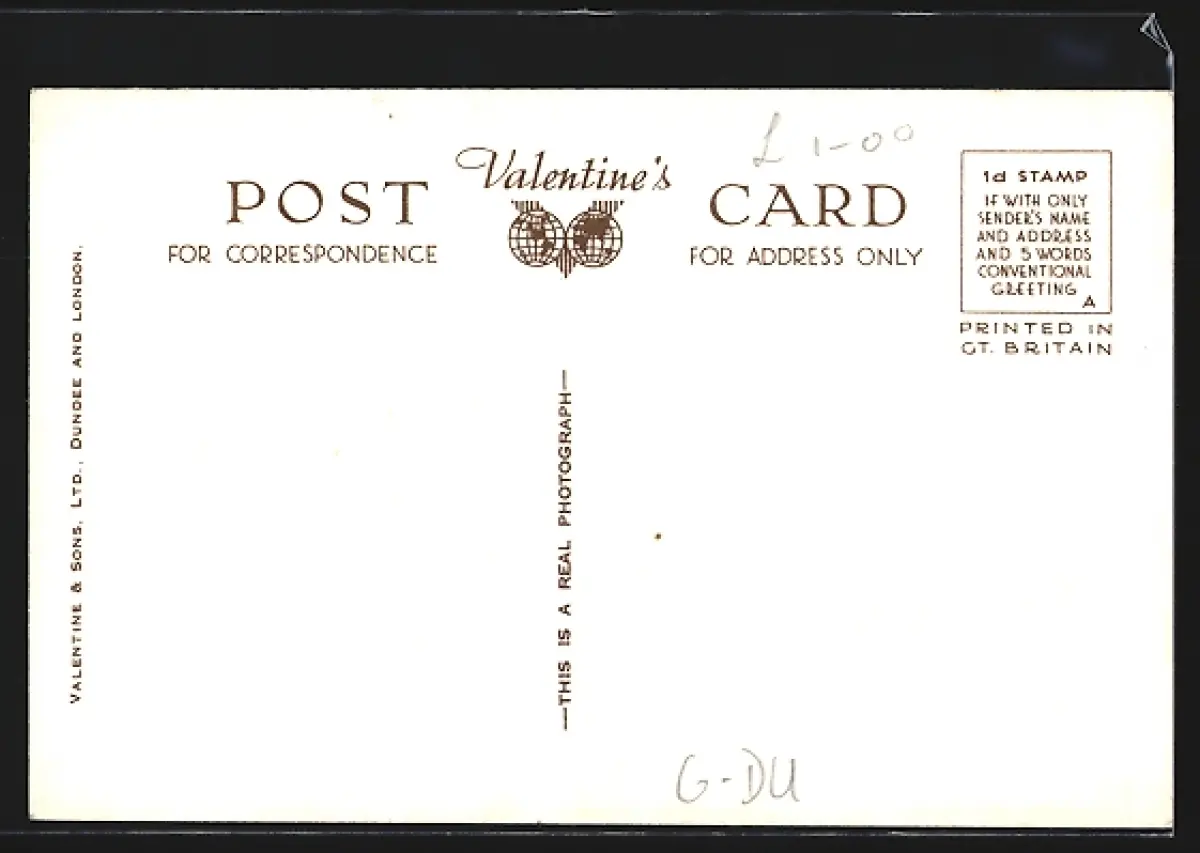 £ 1-00
Valentine's
POST CARD
FOR CORRESPONDENCE
FOR ADDRESS ONLY
1d STAMP
IF WITH ONLY
SENDER'S NAME
AND ADDRESS
AND 5 WORDS
CONVENTIONAL
GREETING
A
PRINTED IN
GT. BRITAIN
VALENTINE & SONS, LTD., DUNDEE AND LONDON.
—THIS IS A REAL PHOTOGRAPH—
G-DU